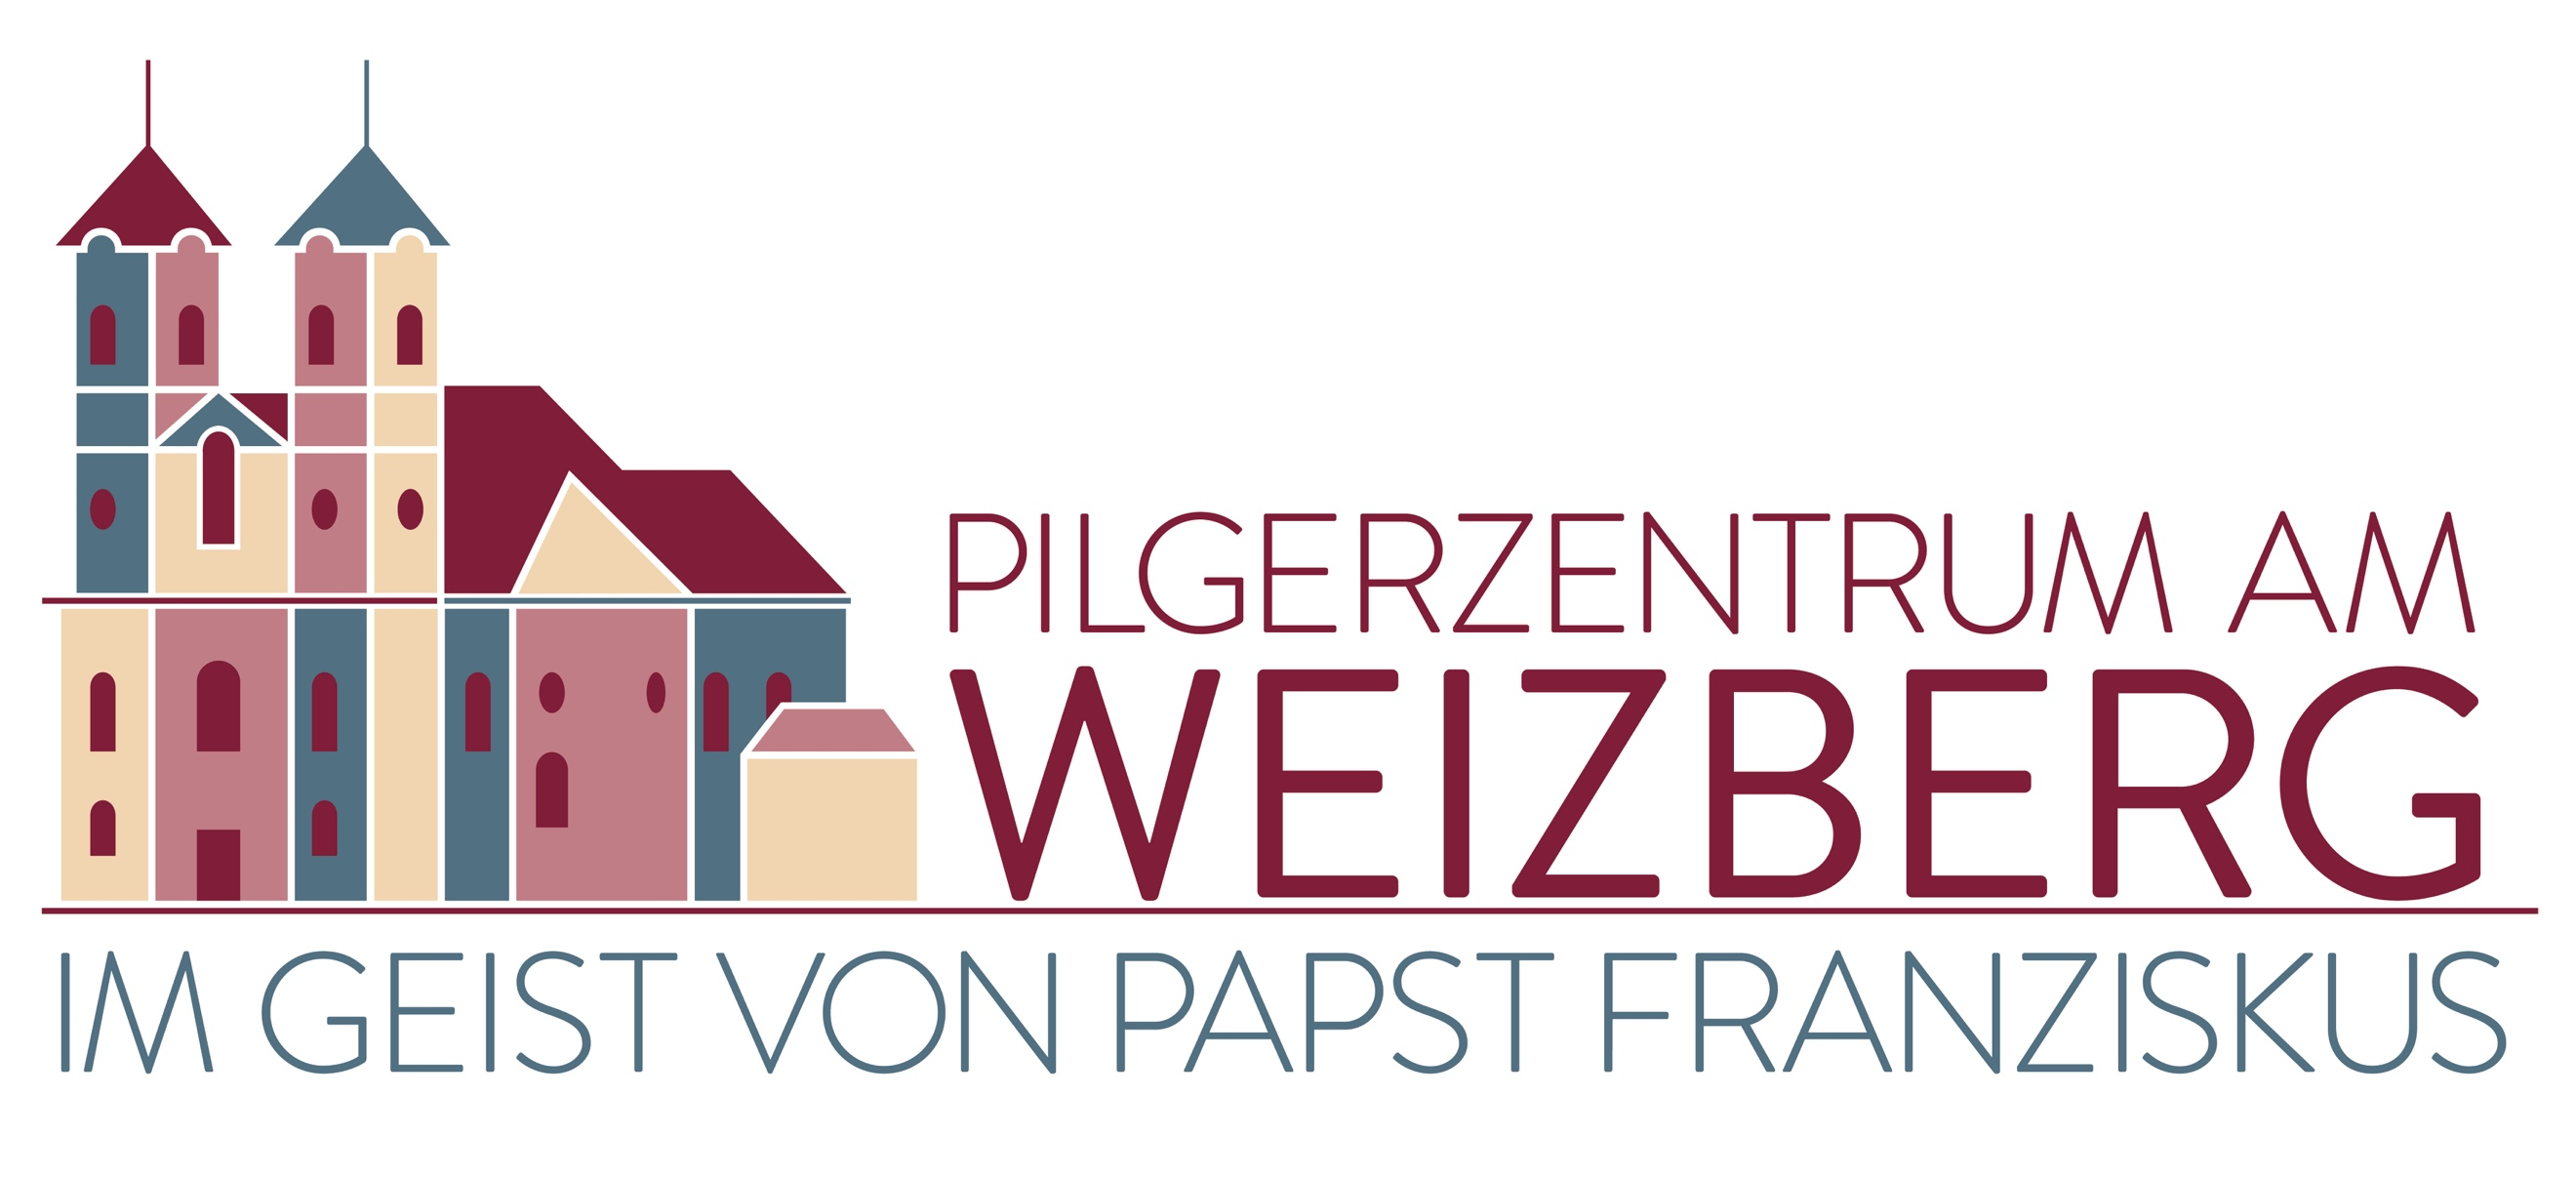 PILGERZENTRUM AM
WEIZBERG
IM GEIST VON PAPST FRANZISKUS